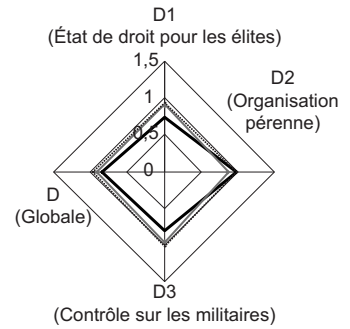 D1
(État de droit pour les élites)
1,5
D2
(Organisation
pérenne)
1
0,5
0
D
(Globale)
D3
(Contrôle sur les militaires)